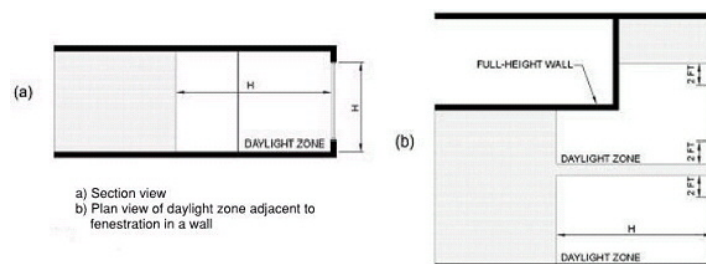 (a)
H
H
DAYLIGHT ZONE
a) Section view
b) Plan view of daylight zone adjacent to
fenestration in a wall
(b)
FULL-HEIGHT WALL
2 FT
2 FT
DAYLIGHT ZONE
2 FT
H
DAYLIGHT ZONE